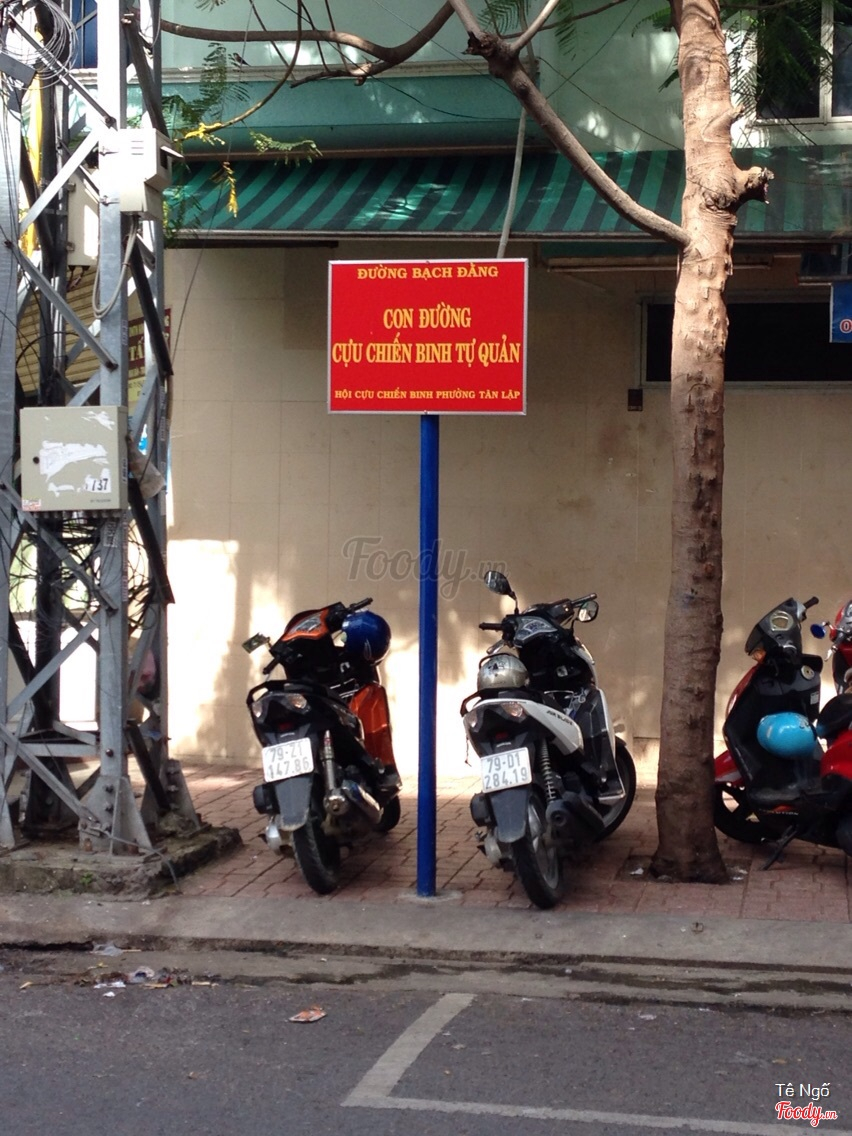 ĐƯỜNG BẠCH ĐẰNG
CON ĐƯỜNG
CỰU CHIẾN BINH TỰ QUẢN
HỘI CỰU CHIẾN BINH PHƯỜNG TÂN LẬP
737
Foody.vn
79-Z1
147.86
79-D1
284.19
Tê Ngố
Foody.vn